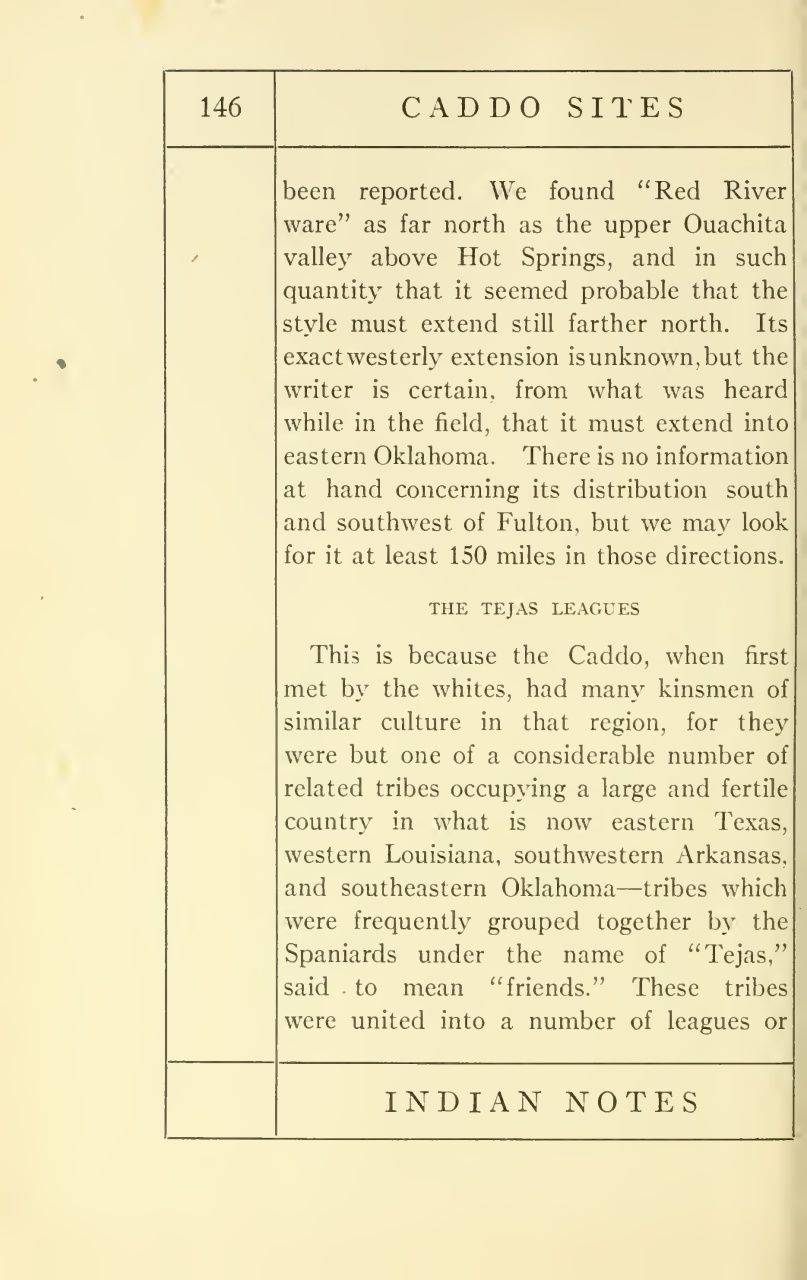 146
CADDO SITES
been reported. We found “Red River
ware” as far north as the upper Ouachita
valley above Hot Springs, and in such
quantity that it seemed probable that the
style must extend still farther north. Its
exact westerly extension is unknown, but the
writer is certain, from what was heard
while in the field, that it must extend into
eastern Oklahoma. There is no information
at hand concerning its distribution south
and southwest of Fulton, but we may look
for it at least 150 miles in those directions.
THE TEJAS LEAGUES
This is because the Caddo, when first
met by the whites, had many kinsmen of
similar culture in that region, for they
were but one of a considerable number of
related tribes occupying a large and fertile
country in what is now eastern Texas,
western Louisiana, southwestern Arkansas,
and southeastern Oklahoma—tribes which
were frequently grouped together by the
Spaniards under the name of “Tejas,”
said to mean “friends.” These tribes
were united into a number of leagues or
INDIAN NOTES